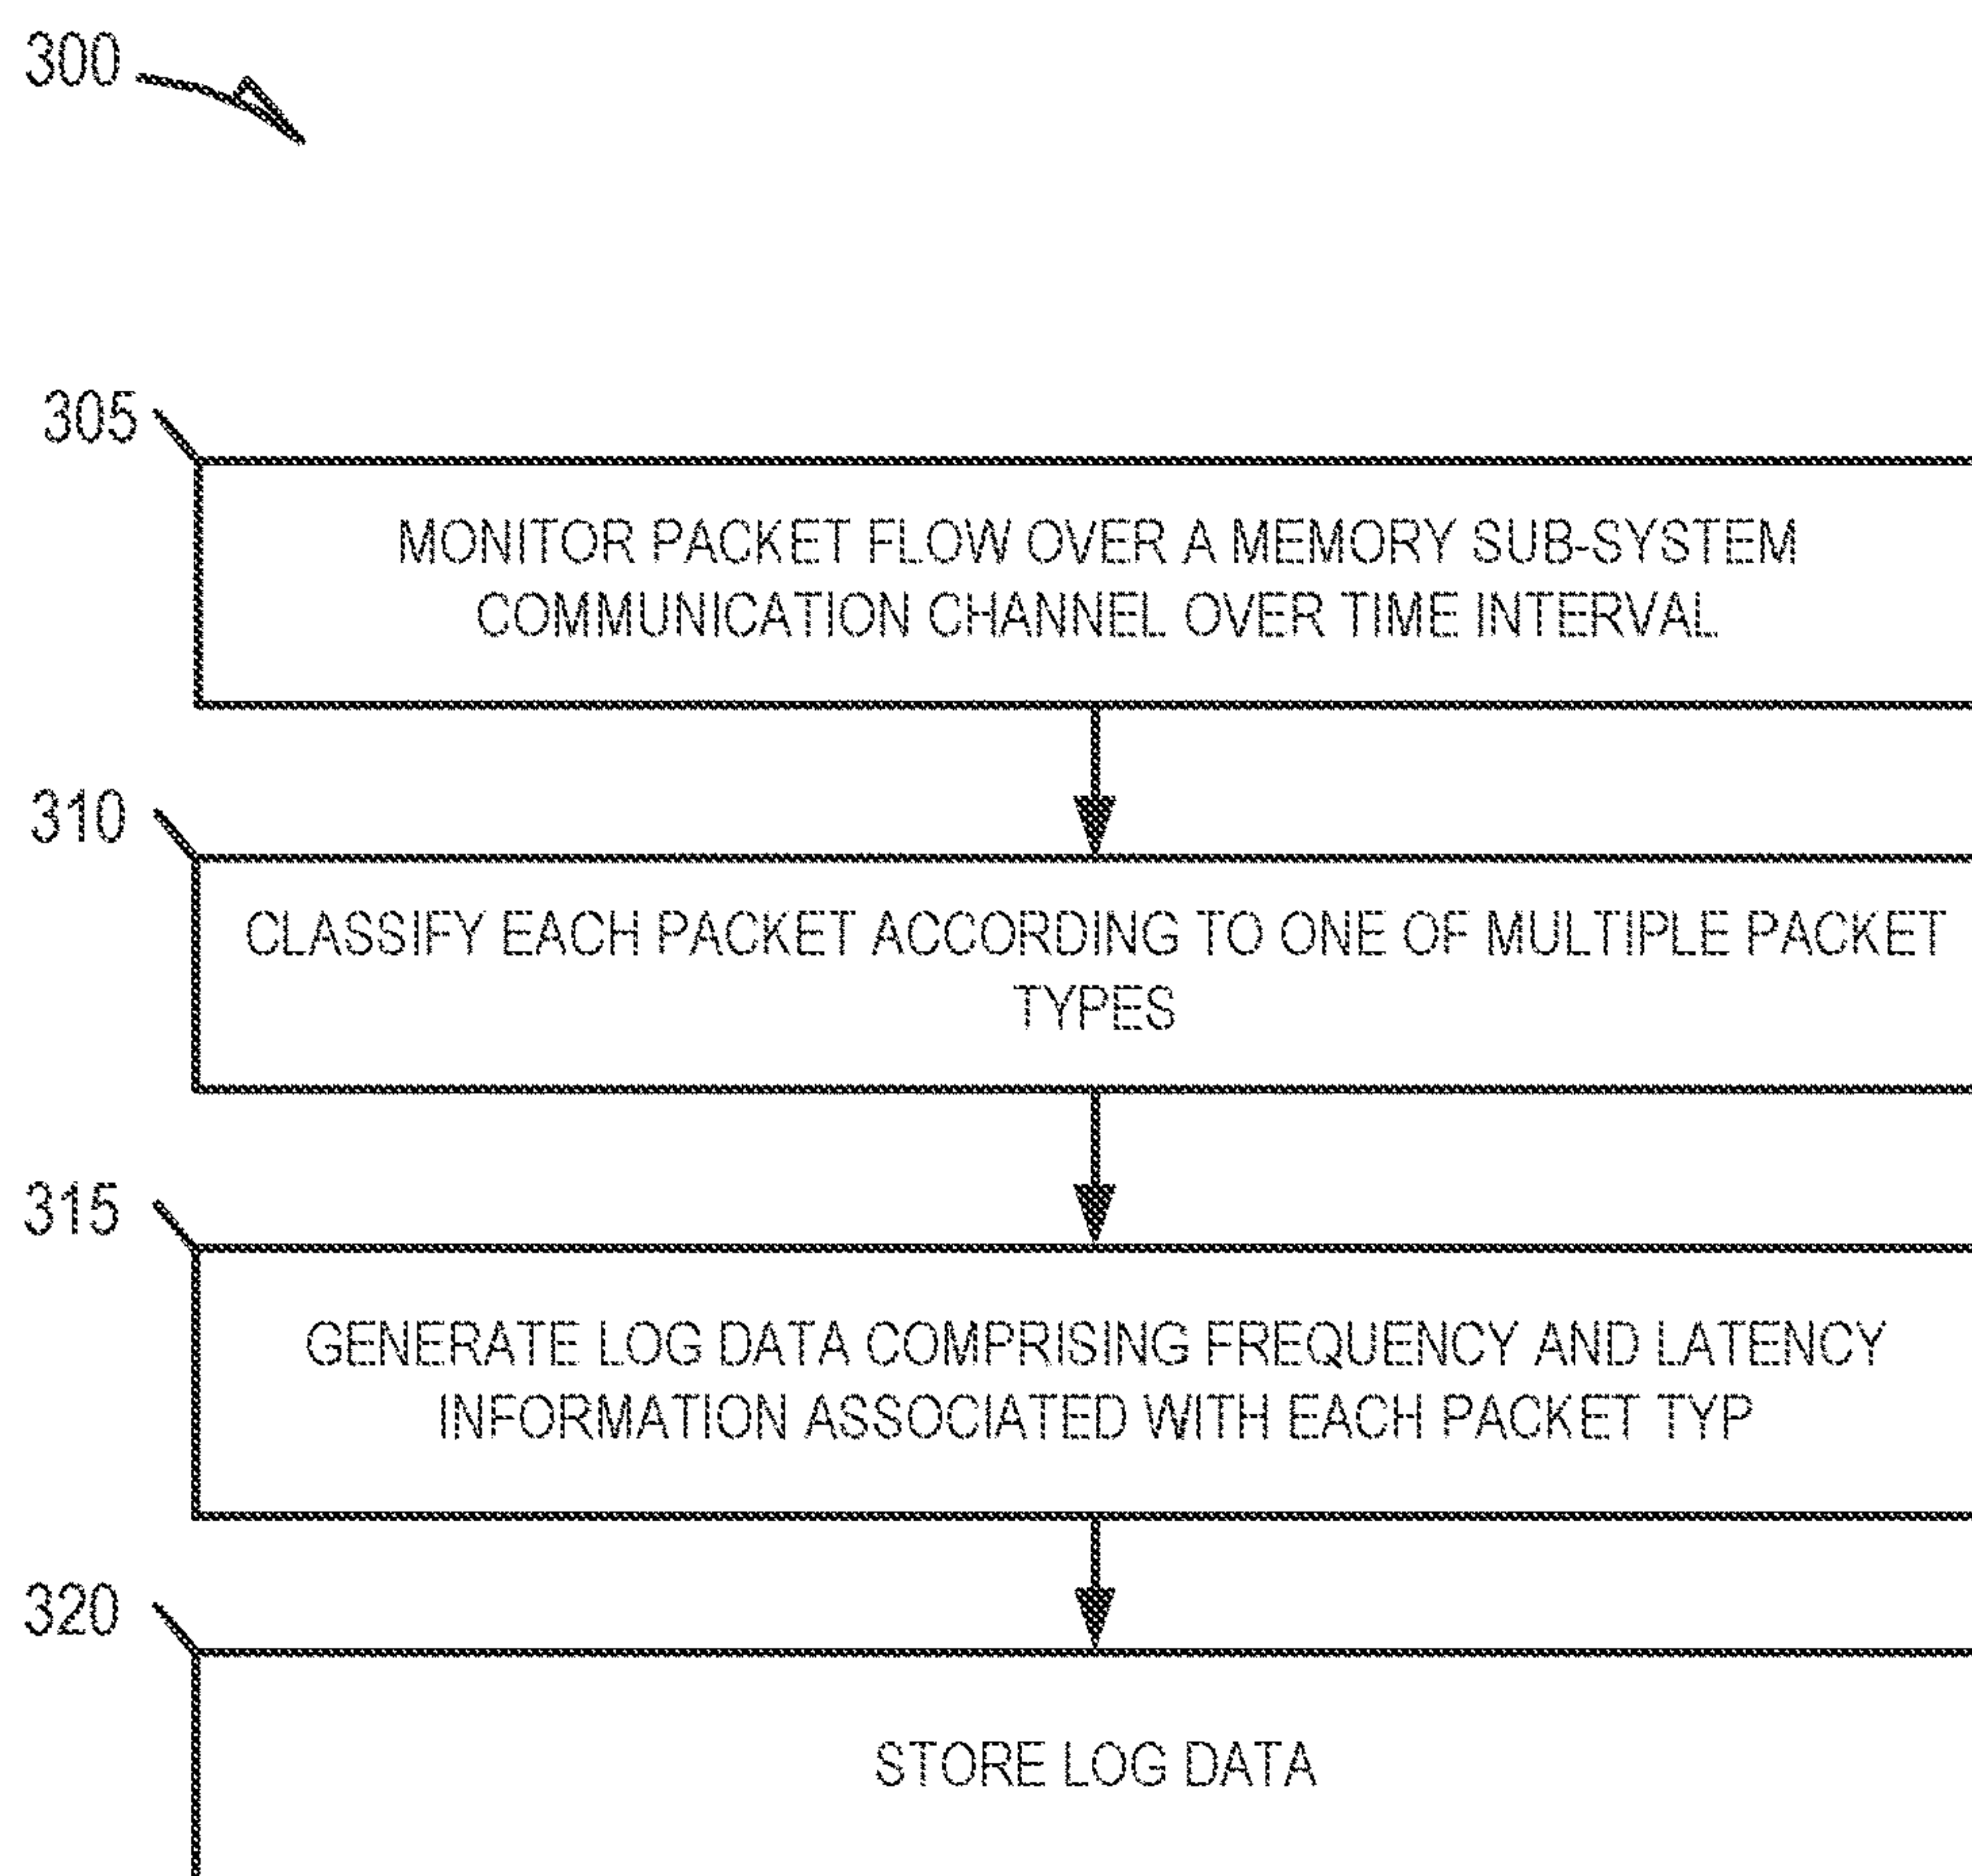 300
305
MONITOR PACKET FLOW OVER A MEMORY SUB-SYSTEM
COMMUNICATION CHANNEL OVER TIME INTERVAL
310
CLASSIFY EACH PACKET ACCORDING TO ONE OF MULTIPLE PACKET
TYPES
315
GENERATE LOG DATA COMPRISING FREQUENCY AND LATENCY
INFORMATION ASSOCIATED WITH EACH PACKET TYP
320
STORE LOG DATA